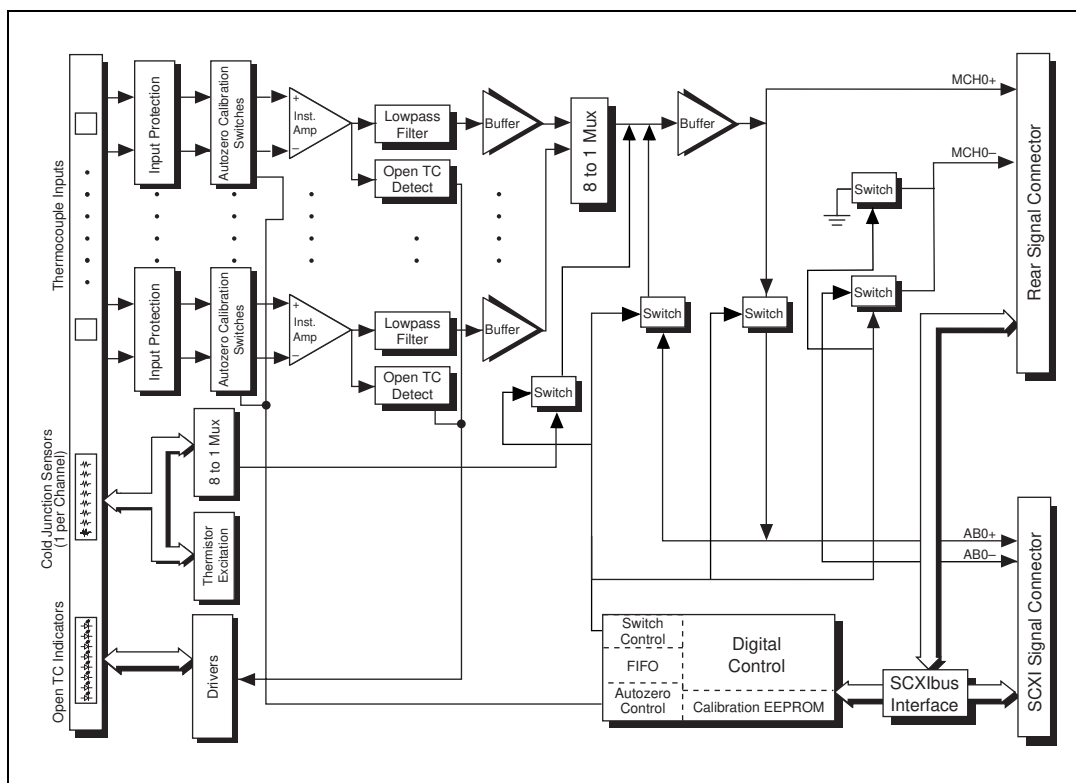 Thermocouple Inputs
Input Protection
Autozero Calibration
Switches
+
Inst.
Amp
–
Lowpass
Filter
Open TC
Detect
Buffer
8 to 1 Mux
Buffer
MCH0+
MCH0–
Switch
Switch
Rear Signal Connector
Input Protection
Autozero Calibration
Switches
+
Inst.
Amp
–
Lowpass
Filter
Open TC
Detect
Buffer
Switch
Switch
Switch
Cold Junction Sensors
(1 per Channel)
8 to 1 Mux
Thermistor
Excitation
AB0+
AB0–
SCXI Signal Connector
Open TC Indicators
Drivers
Switch
Control
FIFO
Autozero
Control
Digital
Control
Calibration EEPROM
SCXIbus
Interface